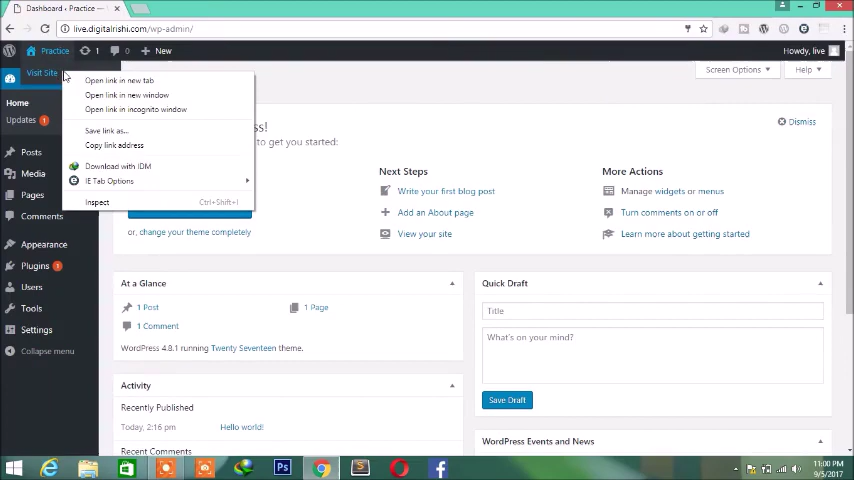 Dashboard ‹ Practice —
live.digitalrishi.com/wp-admin/
Practice
1
0
New
Howdy, live
Visit Site
Screen Options
Help
Open link in new tab
Open link in new window
Open link in incognito window
Save link as...
Copy link address
Download with IDM
IE Tab Options
Inspect
Ctrl+Shift+I
Home
Updates 1
Posts
Media
Pages
Comments
Appearance
Plugins 1
Users
Tools
Settings
Collapse menu
Dismiss
to get you started:
or, change your theme completely
Next Steps
Write your first blog post
Add an About page
View your site
More Actions
Manage widgets or menus
Turn comments on or off
Learn more about getting started
At a Glance
1 Post
1 Page
1 Comment
WordPress 4.8.1 running Twenty Seventeen theme.
Quick Draft
Title
What's on your mind?
Save Draft
Activity
Recently Published
Today, 2:16 pm
Hello world!
Recent Comments
WordPress Events and News
11:00 PM
9/5/2017